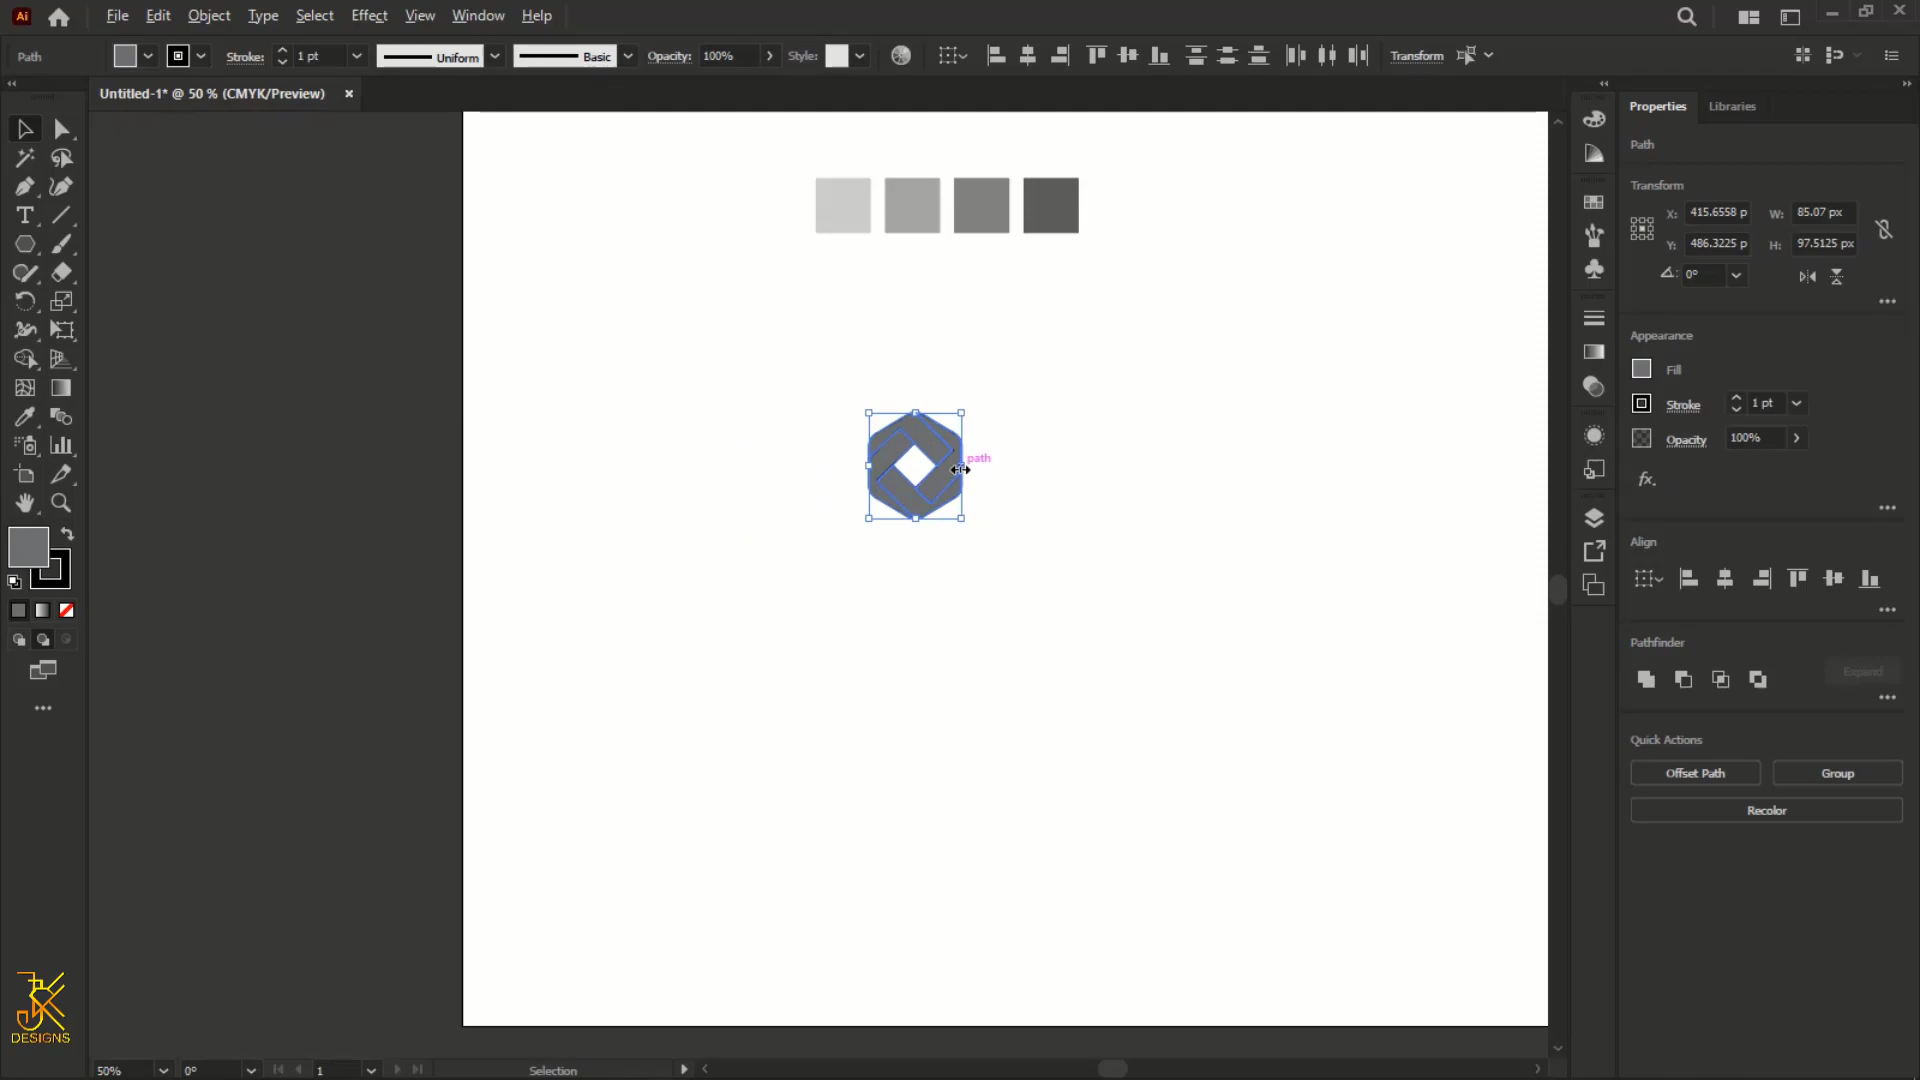 Ai File Edit Object Type Select Effect View Window Help
Path Stroke: 1 pt Uniform Basic Opacity: 100% Style: Transform
Untitled-1* @ 50 % (CMYK/Preview) ×
Properties Libraries
Path
Transform
X: 415.6558 p W: 85.07 px
Y: 486.3225 p H: 97.5125 px
0°
Appearance
Fill
Stroke 1 pt
Opacity 100%
fx.
path
Align
Pathfinder
Expand
Quick Actions
Offset Path Group
Recolor
JK
DESIGNS
50% 0° 1 Selection